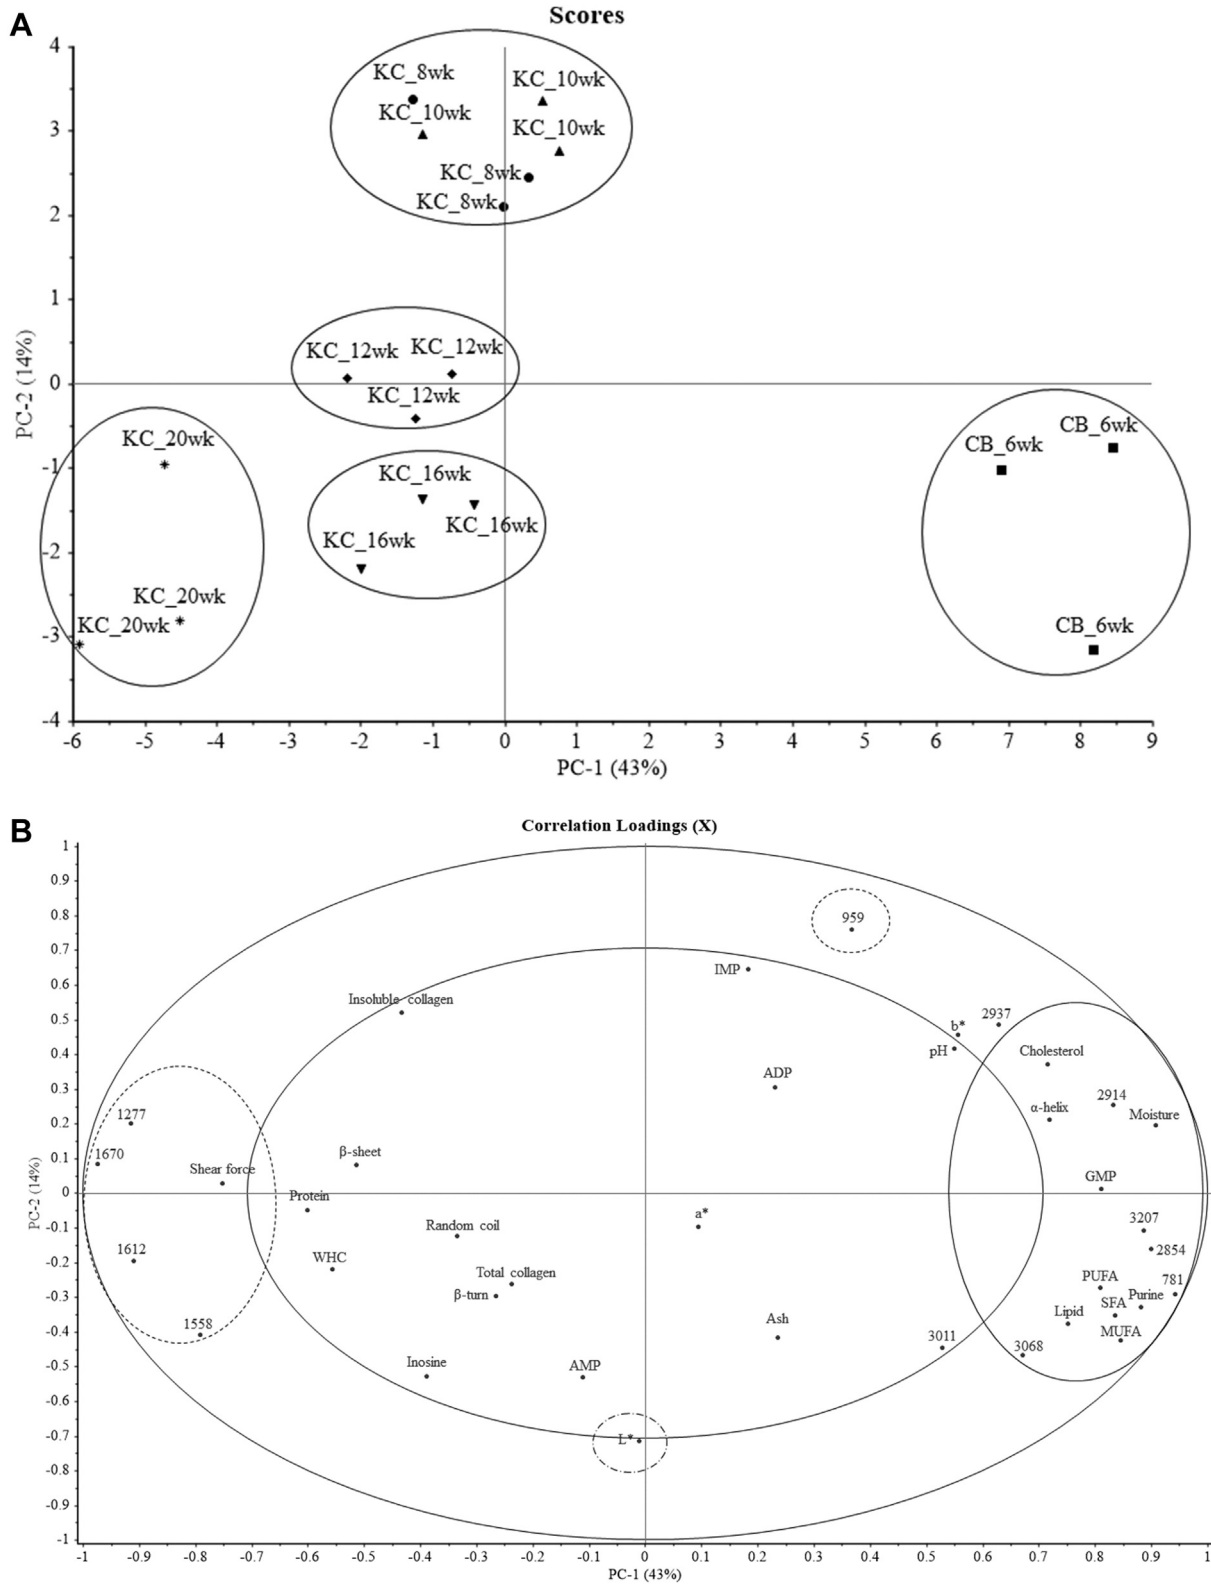 A
Scores
4
KC_8wk
KC_10wk
KC_10wk
3
KC_10wk
KC_8wk
KC_8wk
2
1
KC_12wk
KC_12wk
0
KC_12wk
PC-2 (14%)
KC_20wk
CB_6wk
CB_6wk
-1
KC_16wk
KC_16wk
KC_16wk
-2
KC_20wk
KC_20wk
CB_6wk
-3
-4
-6 -5 -4 -3 -2 -1 0 1 2 3 4 5 6 7 8 9
PC-1 (43%)
B
Correlation Loadings (X)
1
0.9
959
0.8
0.7
IMP
0.6
Insoluble collagen
2937
0.5
b*
pH
Cholesterol
0.4
ADP
0.3
2914
α-helix
Moisture
1277
0.2
1670
β-sheet
0.1
Shear force
GMP
Protein
0
PC-2 (14%)
a*
3207
-0.1
Random coil
2854
1612
WHC
-0.2
Total collagen
PUFA
781
β-turn
Purine
-0.3
SFA
Lipid
1558
Ash
MUFA
-0.4
3011
3068
Inosine
AMP
-0.5
-0.6
L*
-0.7
-0.8
-0.9
-1
-1 -0.9 -0.8 -0.7 -0.6 -0.5 -0.4 -0.3 -0.2 -0.1 0 0.1 0.2 0.3 0.4 0.5 0.6 0.7 0.8 0.9 1
PC-1 (43%)